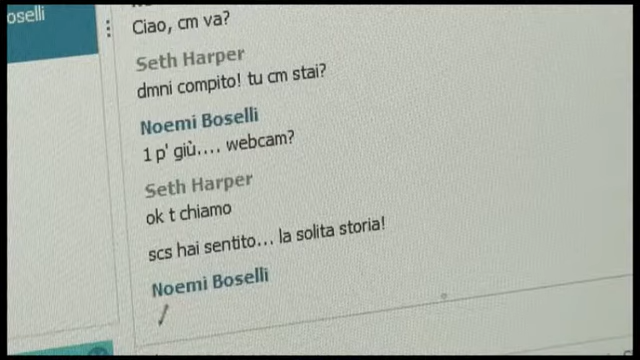 oselli
Ciao, cm va?
Seth Harper
dmni compito! tu cm stai?
Noemi Boselli
1 p' giù.... webcam?
Seth Harper
ok t chiamo
scs hai sentito... la solita storia!
Noemi Boselli